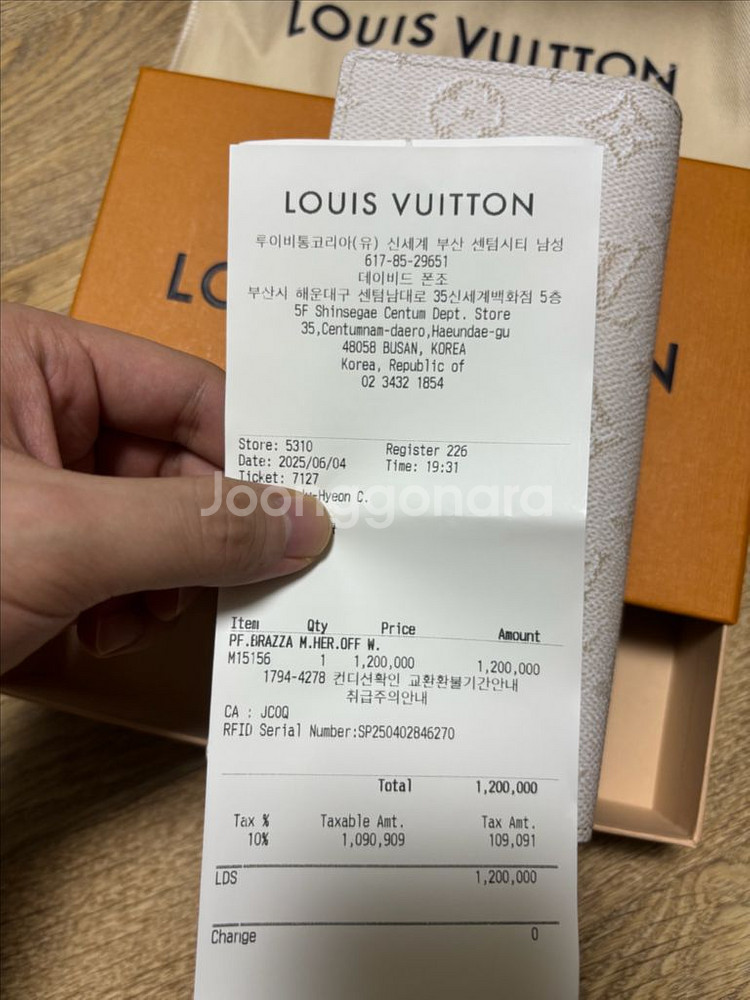 LOUIS VUITTON
LOUIS VUITTON
루이비통코리아(유) 신세계 부산 센텀시티 남성
617-85-29651
데이비드 폰조
부산시 해운대구 센텀남대로 35신세계백화점 5층
5F Shinsegae Centum Dept. Store
35,Centumnam-daero,Haeundae-gu
48058 BUSAN, KOREA
Korea, Republic of
02 3432 1854
Store: 5310 Register 226
Date: 2025/06/04 Time: 19:31
Ticket: 7127
-Hyeon C.
Joonggonara
Item Qty Price Amount
PF.BRAZZA M.HER.OFF W.
M15156 1 1,200,000 1,200,000
1794-4278 컨디션확인 교환환불기간안내
취급주의안내
CA : JC0Q
RFID Serial Number:SP250402846270
Total 1,200,000
Tax % Taxable Amt. Tax Amt.
10% 1,090,909 109,091
LDS 1,200,000
Change 0